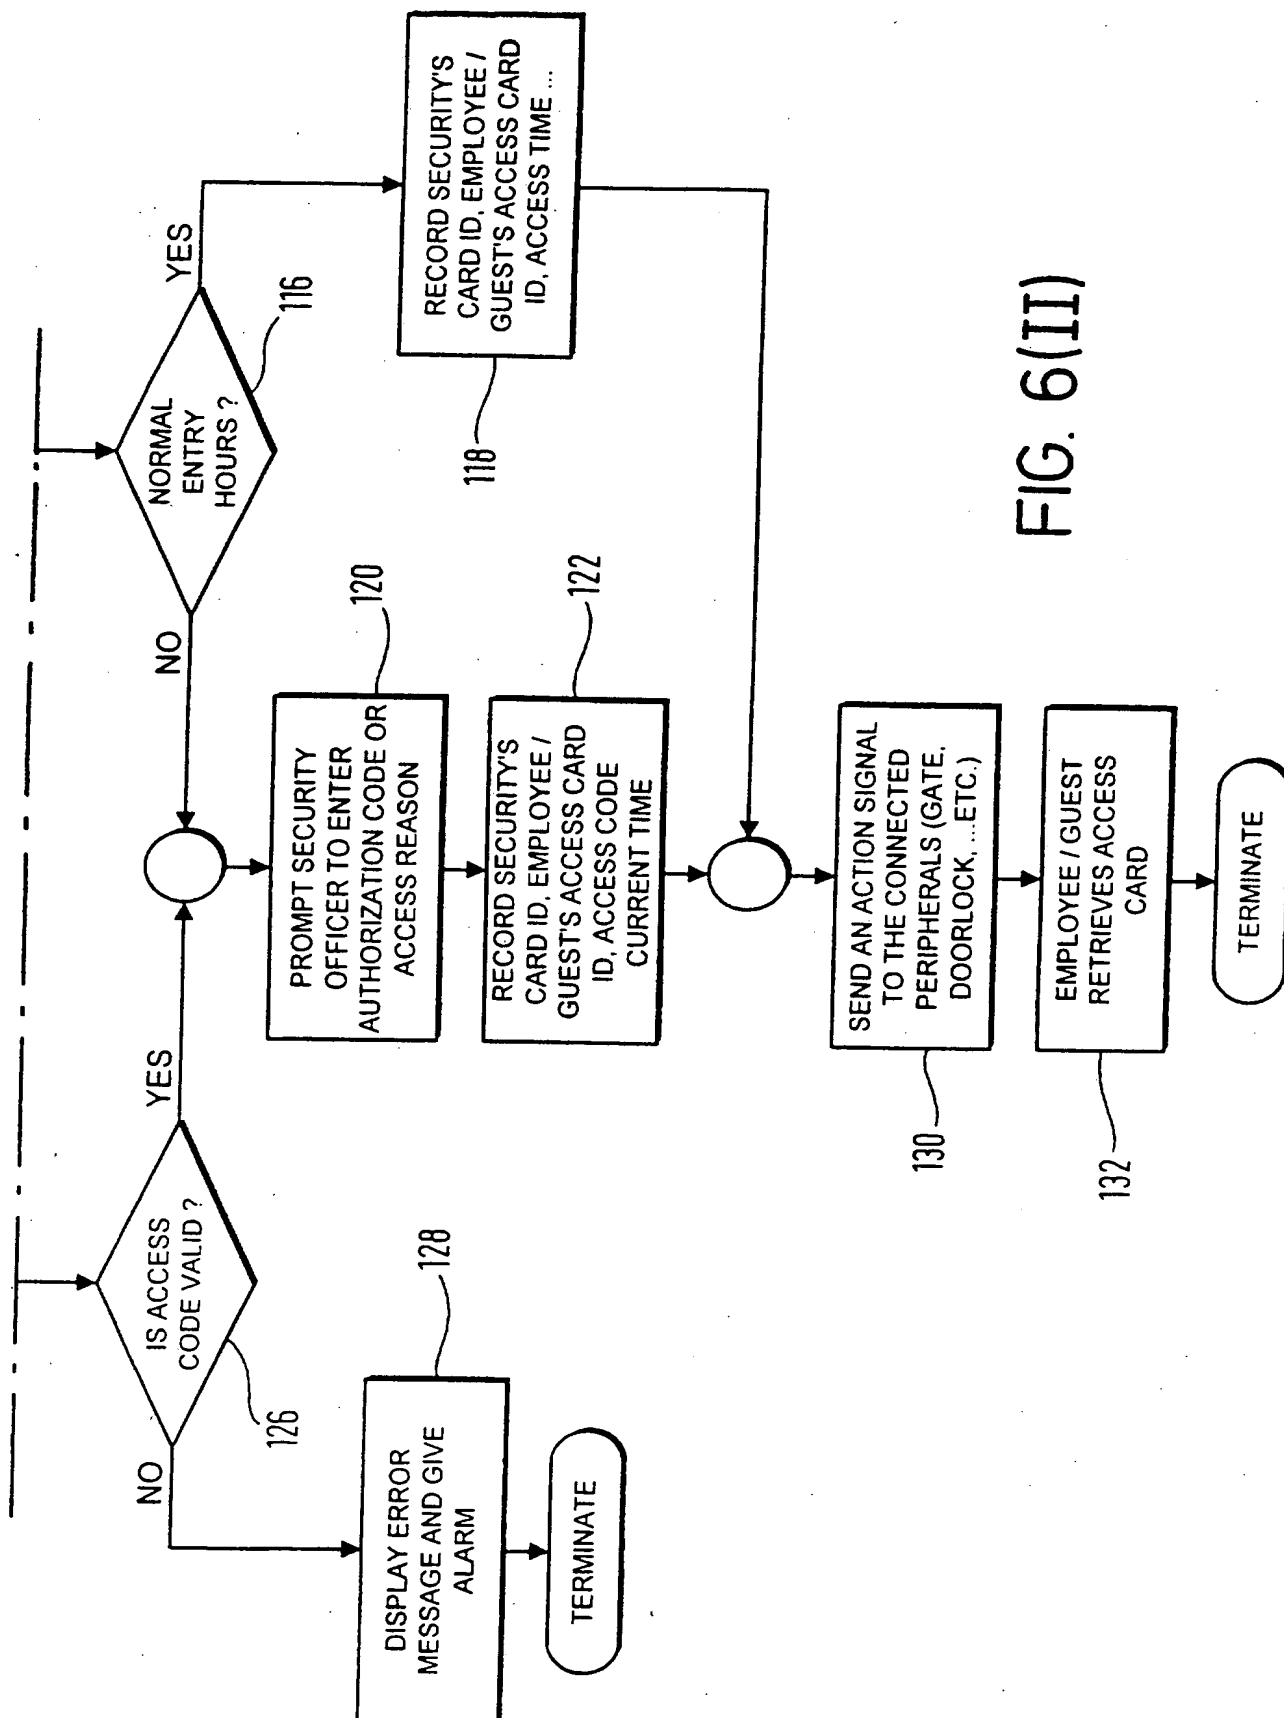 IS ACCESS
CODE VALID ?
126
NO
YES
DISPLAY ERROR
MESSAGE AND GIVE
ALARM
128
TERMINATE
NORMAL
ENTRY
HOURS ?
116
NO
YES
PROMPT SECURITY
OFFICER TO ENTER
AUTHORIZATION CODE OR
ACCESS REASON
120
RECORD SECURITY'S
CARD ID, EMPLOYEE /
GUEST'S ACCESS CARD
ID, ACCESS CODE
CURRENT TIME
122
RECORD SECURITY'S
CARD ID, EMPLOYEE /
GUEST'S ACCESS CARD
ID, ACCESS TIME ...
118
SEND AN ACTION SIGNAL
TO THE CONNECTED
PERIPHERALS (GATE,
DOORLOCK, ...ETC.)
130
EMPLOYEE / GUEST
RETRIEVES ACCESS
CARD
132
TERMINATE
FIG. 6(II)